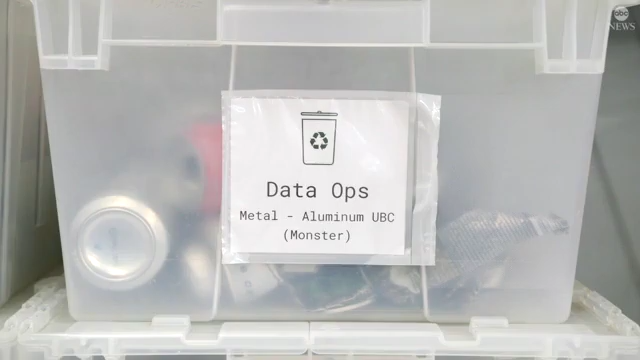 abc
NEWS
Data Ops
Metal - Aluminum UBC
(Monster)